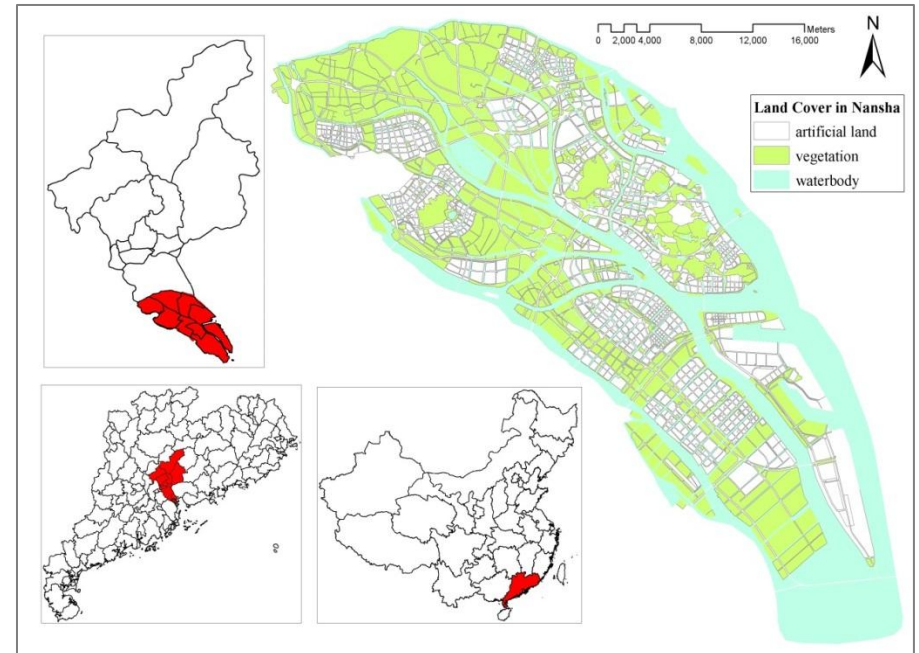 0 2,000 4,000 8,000 12,000 16,000
Meters
N
Land Cover in Nansha
artificial land
vegetation
waterbody